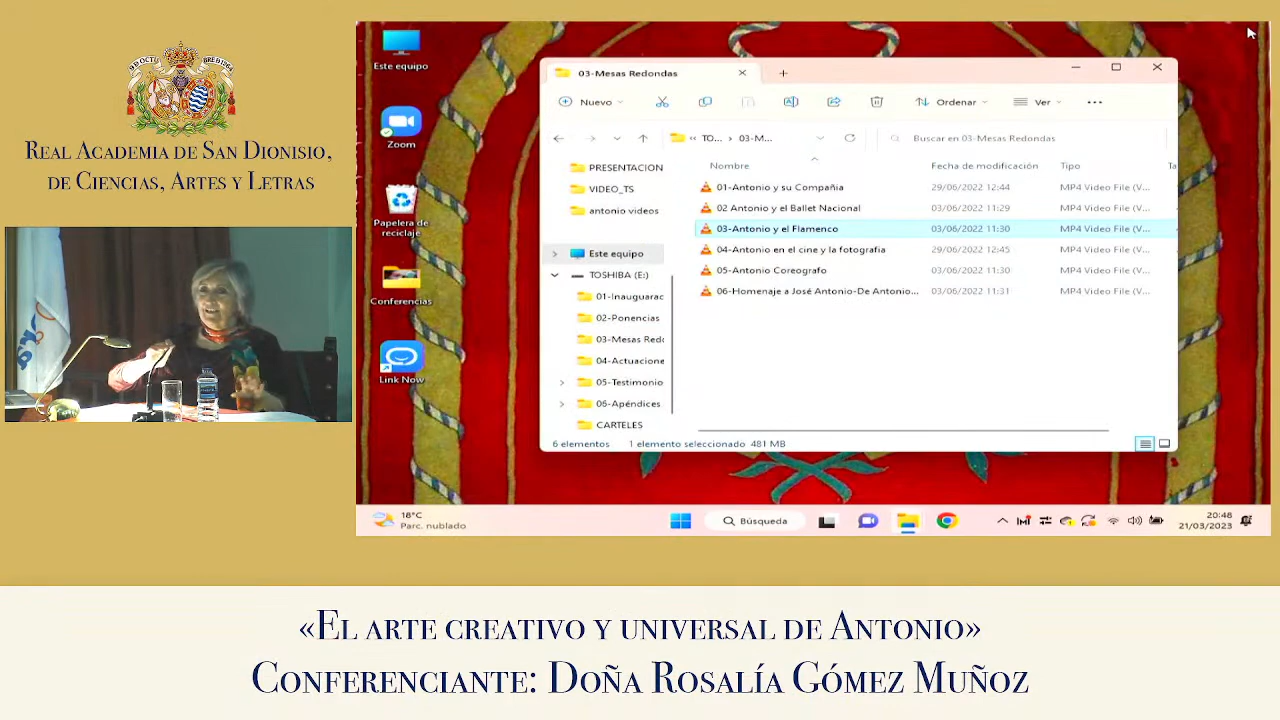 REAL ACADEMIA DE SAN DIONISIO,
DE CIENCIAS, ARTES Y LETRAS
Este equipo
Zoom
Papelera de
reciclaje
Conferencias
Link Now
03-Mesas Redondas
Nuevo
Ordenar
Ver
TO...
03-M...
Buscar en 03-Mesas Redondas
PRESENTACION
VIDEO_TS
antonio videos
Este equipo
TOSHIBA (E:)
01-Inauguarac
02-Ponencias
03-Mesas Redo
04-Actuacione
05-Testimonio
06-Apéndices
CARTELES
Nombre Fecha de modificación Tipo Ta
01-Antonio y su Compañia 29/06/2022 12:44 MP4 Video File (V...
02 Antonio y el Ballet Nacional 03/06/2022 11:29 MP4 Video File (V...
03-Antonio y el Flamenco 03/06/2022 11:30 MP4 Video File (V...
04-Antonio en el cine y la fotografia 29/06/2022 12:45 MP4 Video File (V...
05-Antonio Coreografo 03/06/2022 11:30 MP4 Video File (V...
06-Homenaje a José Antonio-De Antonio... 03/06/2022 11:31 MP4 Video File (V...
6 elementos 1 elemento seleccionado 481 MB
18°C
Parc. nublado
Búsqueda
20:48
21/03/2023
«EL ARTE CREATIVO Y UNIVERSAL DE ANTONIO»
CONFERENCIANTE: DOÑA ROSALÍA GÓMEZ MUÑOZ